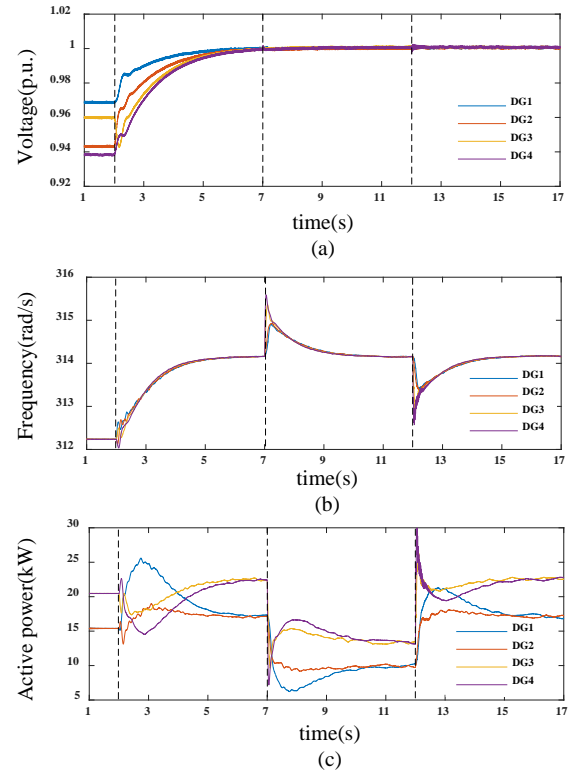 1.02
1
0.98
0.96
0.94
0.92
Voltage(p.u.)
DG1
DG2
DG3
DG4
1 3 5 7 9 11 13 15 17
time(s)
(a)
316
315
314
313
312
Frequency(rad/s)
DG1
DG2
DG3
DG4
1 3 5 7 9 11 13 15 17
time(s)
(b)
30
25
20
15
10
5
Active power(kW)
DG1
DG2
DG3
DG4
1 3 5 7 9 11 13 15 17
time(s)
(c)